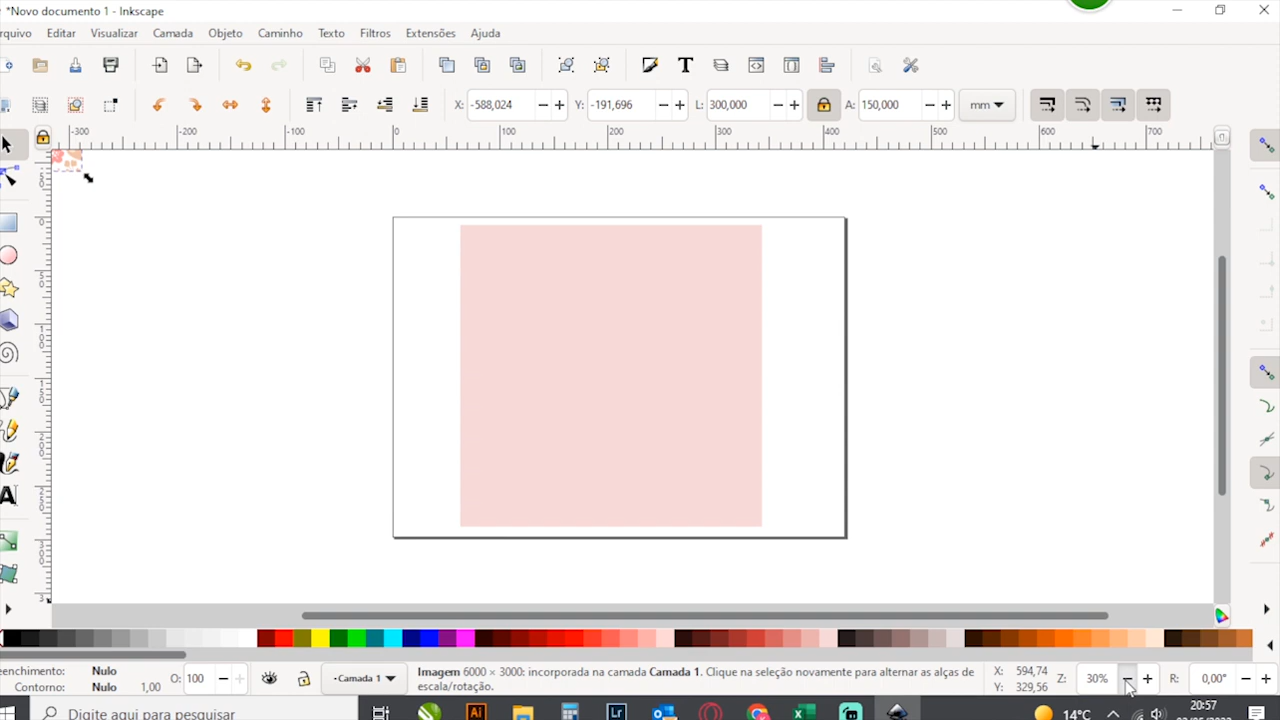 *Novo documento 1 - Inkscape
rquivo Editar Visualizar Camada Objeto Caminho Texto Filtros Extensões Ajuda
X: -588,024 Y: -191,696 L: 300,000 A: 150,000 mm
-300 -200 -100 0 100 200 300 400 500 600 700
eenchimento: Nulo O: 100 Camada 1 Imagem 6000 × 3000: incorporada na camada Camada 1. Clique na seleção novamente para alternar as alças de X: 594,74 Z: 30% R: 0,00°
Contorno: Nulo 1,00 escala/rotação. Y: 329,56
Digite aqui para pesquisar Ai Lr 14°C 20:57